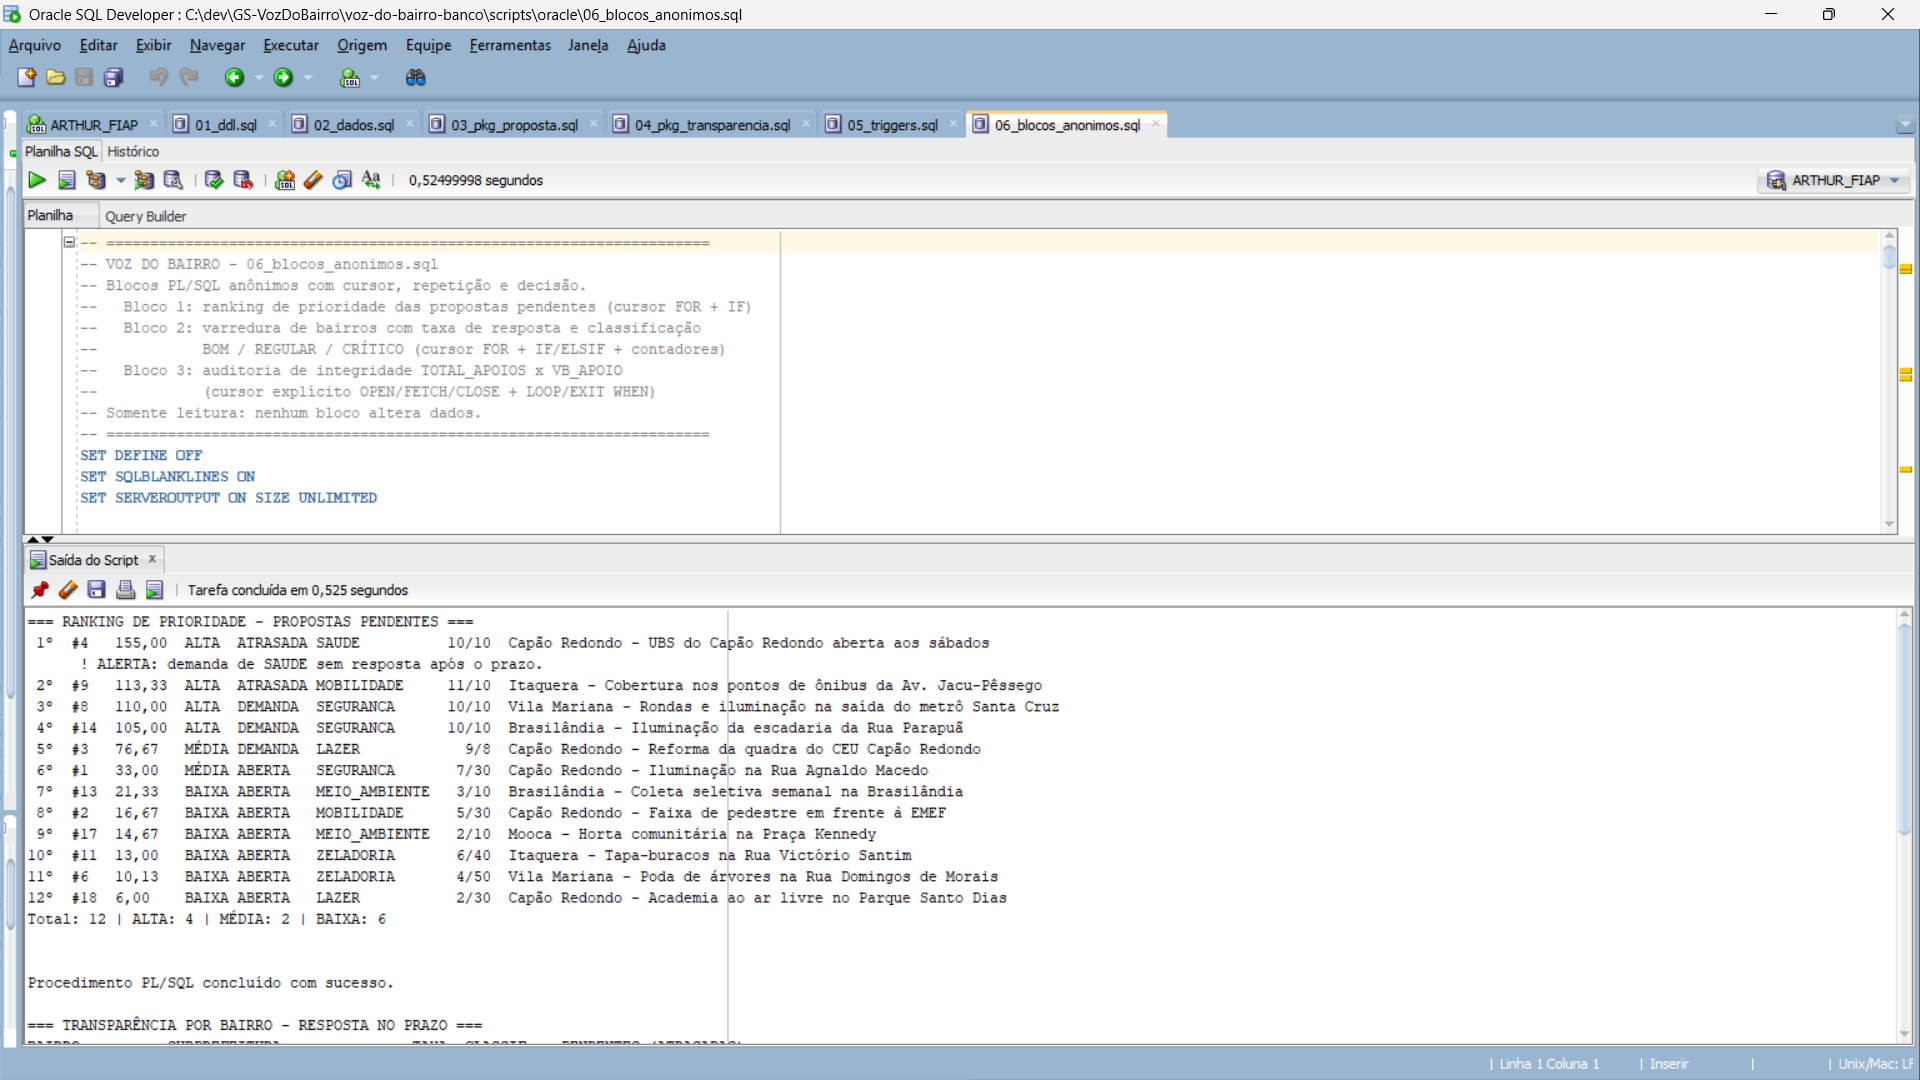 Oracle SQL Developer : C:\dev\GS-VozDoBairro\voz-do-bairro-banco\scripts\oracle\06_blocos_anonimos.sql
Arquivo Editar Exibir Navegar Executar Origem Equipe Ferramentas Janela Ajuda
ARTHUR_FIAP 01_ddl.sql 02_dados.sql 03_pkg_proposta.sql 04_pkg_transparencia.sql 05_triggers.sql 06_blocos_anonimos.sql
Planilha SQL Histórico
0,52499998 segundos ARTHUR_FIAP
Planilha Query Builder
-- =====================================================================
-- VOZ DO BAIRRO - 06_blocos_anonimos.sql
-- Blocos PL/SQL anônimos com cursor, repetição e decisão.
--   Bloco 1: ranking de prioridade das propostas pendentes (cursor FOR + IF)
--   Bloco 2: varredura de bairros com taxa de resposta e classificação
--            BOM / REGULAR / CRÍTICO (cursor FOR + IF/ELSIF + contadores)
--   Bloco 3: auditoria de integridade TOTAL_APOIOS x VB_APOIO
--            (cursor explícito OPEN/FETCH/CLOSE + LOOP/EXIT WHEN)
-- Somente leitura: nenhum bloco altera dados.
-- =====================================================================
SET DEFINE OFF
SET SQLBLANKLINES ON
SET SERVEROUTPUT ON SIZE UNLIMITED
Saída do Script
Tarefa concluída em 0,525 segundos
=== RANKING DE PRIORIDADE - PROPOSTAS PENDENTES ===
1º #4 155,00 ALTA ATRASADA SAUDE 10/10 Capão Redondo - UBS do Capão Redondo aberta aos sábados
! ALERTA: demanda de SAUDE sem resposta após o prazo.
2º #9 113,33 ALTA ATRASADA MOBILIDADE 11/10 Itaquera - Cobertura nos pontos de ônibus da Av. Jacu-Pêssego
3º #8 110,00 ALTA DEMANDA SEGURANCA 10/10 Vila Mariana - Rondas e iluminação na saída do metrô Santa Cruz
4º #14 105,00 ALTA DEMANDA SEGURANCA 10/10 Brasilândia - Iluminação da escadaria da Rua Parapuã
5º #3 76,67 MÉDIA DEMANDA LAZER 9/8 Capão Redondo - Reforma da quadra do CEU Capão Redondo
6º #1 33,00 MÉDIA ABERTA SEGURANCA 7/30 Capão Redondo - Iluminação na Rua Agnaldo Macedo
7º #13 21,33 BAIXA ABERTA MEIO_AMBIENTE 3/10 Brasilândia - Coleta seletiva semanal na Brasilândia
8º #2 16,67 BAIXA ABERTA MOBILIDADE 5/30 Capão Redondo - Faixa de pedestre em frente à EMEF
9º #17 14,67 BAIXA ABERTA MEIO_AMBIENTE 2/10 Mooca - Horta comunitária na Praça Kennedy
10º #11 13,00 BAIXA ABERTA ZELADORIA 6/40 Itaquera - Tapa-buracos na Rua Victório Santim
11º #6 10,13 BAIXA ABERTA ZELADORIA 4/50 Vila Mariana - Poda de árvores na Rua Domingos de Morais
12º #18 6,00 BAIXA ABERTA LAZER 2/30 Capão Redondo - Academia ao ar livre no Parque Santo Dias
Total: 12 | ALTA: 4 | MÉDIA: 2 | BAIXA: 6
Procedimento PL/SQL concluído com sucesso.
=== TRANSPARÊNCIA POR BAIRRO - RESPOSTA NO PRAZO ===
Linha 1 Coluna 1 | Inserir | | Unix/Mac: LF